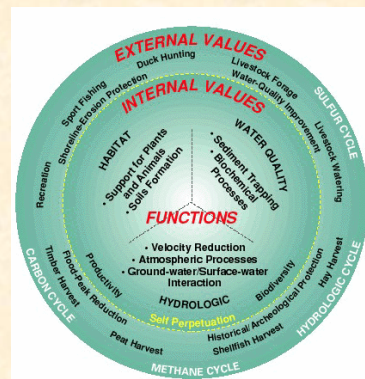 EXTERNAL VALUES
Duck Hunting
Livestock Forage
Sport Fishing
Shoreline-Erosion Protection
Water-Quality Improvement
SULFUR CYCLE
INTERNAL VALUES
Livestock Watering
Recreation
HABITAT
• Support for Plants
and Animals
• Soils Formation
WATER QUALITY
• Sediment Trapping
• Biochemical
Processes
FUNCTIONS
• Velocity Reduction
• Atmospheric Processes
• Ground-water/Surface-water
Interaction
HYDROLOGIC
Productivity
Biodiversity
Self Perpetuation
CARBON CYCLE
Timber Harvest
Flood-Peak Reduction
Peat Harvest
Historical/Archeological Protection
Shellfish Harvest
Hay Harvest
HYDROLOGIC CYCLE
METHANE CYCLE